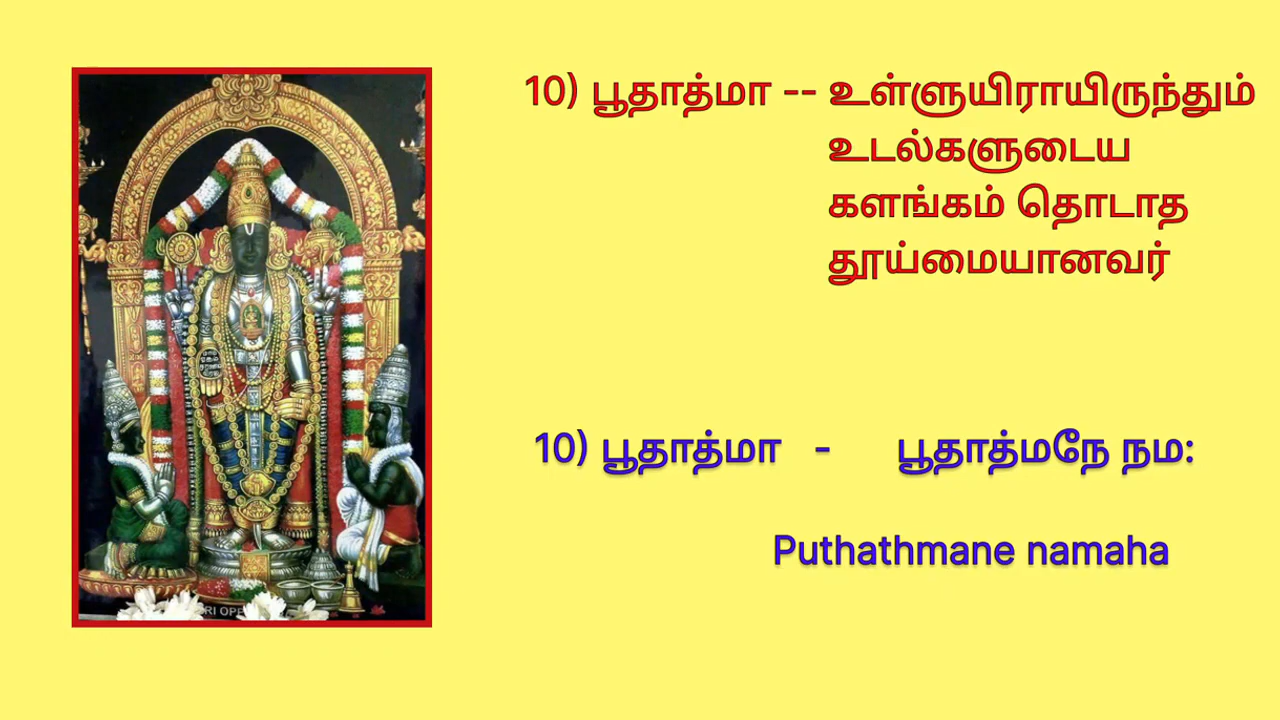 10) பூதாத்மா -- உள்ளுயிராயிருந்தும்
உடல்களுடைய
களங்கம் தொடாத
தூய்மையானவர்
10) பூதாத்மா - பூதாத்மநே நம:
Puthathmane namaha